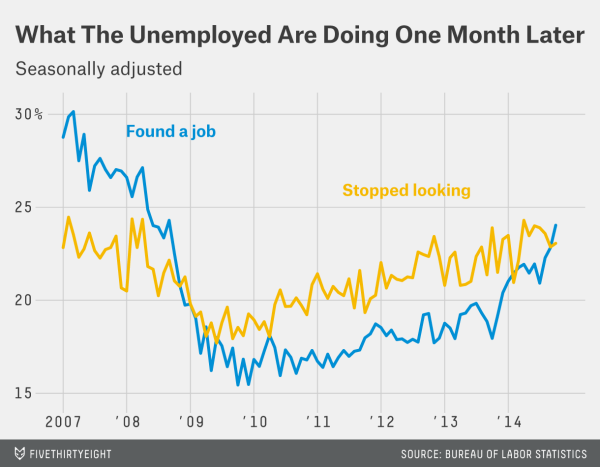 What The Unemployed Are Doing One Month Later
Seasonally adjusted
30%
Found a job
Stopped looking
25
20
15
2007 '08 '09 '10 '11 '12 '13 '14
FIVETHIRTYEIGHT SOURCE: BUREAU OF LABOR STATISTICS